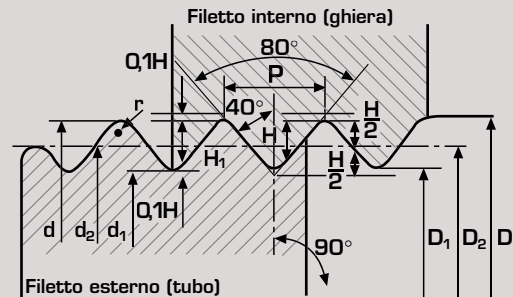 Filetto interno (ghiera)
80°
0,1H
P
r
40°
H
H/2
H₁
H/2
0,1H
d
d₂
d₁
90°
D₁
D₂
D
Filetto esterno (tubo)